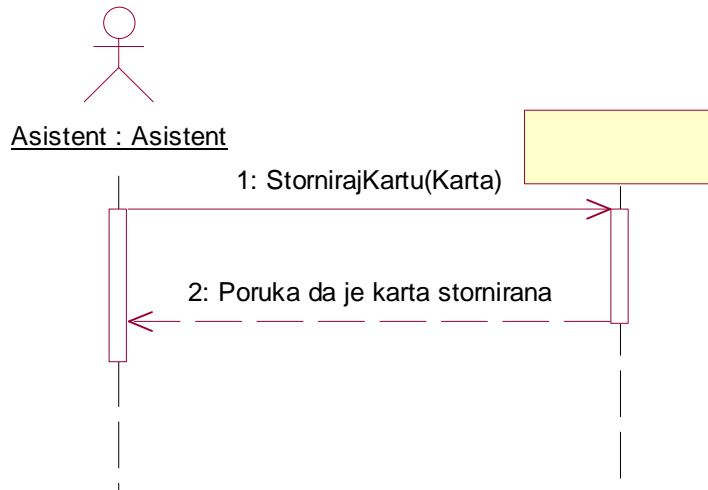 Asistent : Asistent
1: StornirajKartu(Karta)
2: Poruka da je karta stornirana